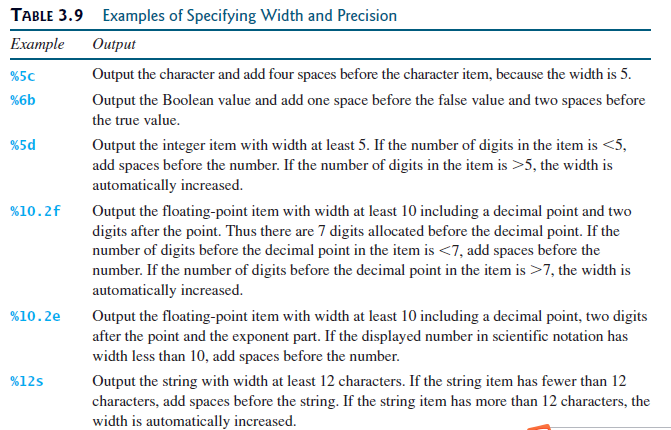 TABLE 3.9 Examples of Specifying Width and Precision
Example Output
%5c Output the character and add four spaces before the character item, because the width is 5.
%6b Output the Boolean value and add one space before the false value and two spaces before
the true value.
%5d Output the integer item with width at least 5. If the number of digits in the item is <5,
add spaces before the number. If the number of digits in the item is >5, the width is
automatically increased.
%10.2f Output the floating-point item with width at least 10 including a decimal point and two
digits after the point. Thus there are 7 digits allocated before the decimal point. If the
number of digits before the decimal point in the item is <7, add spaces before the
number. If the number of digits before the decimal point in the item is >7, the width is
automatically increased.
%10.2e Output the floating-point item with width at least 10 including a decimal point, two digits
after the point and the exponent part. If the displayed number in scientific notation has
width less than 10, add spaces before the number.
%12s Output the string with width at least 12 characters. If the string item has fewer than 12
characters, add spaces before the string. If the string item has more than 12 characters, the
width is automatically increased.